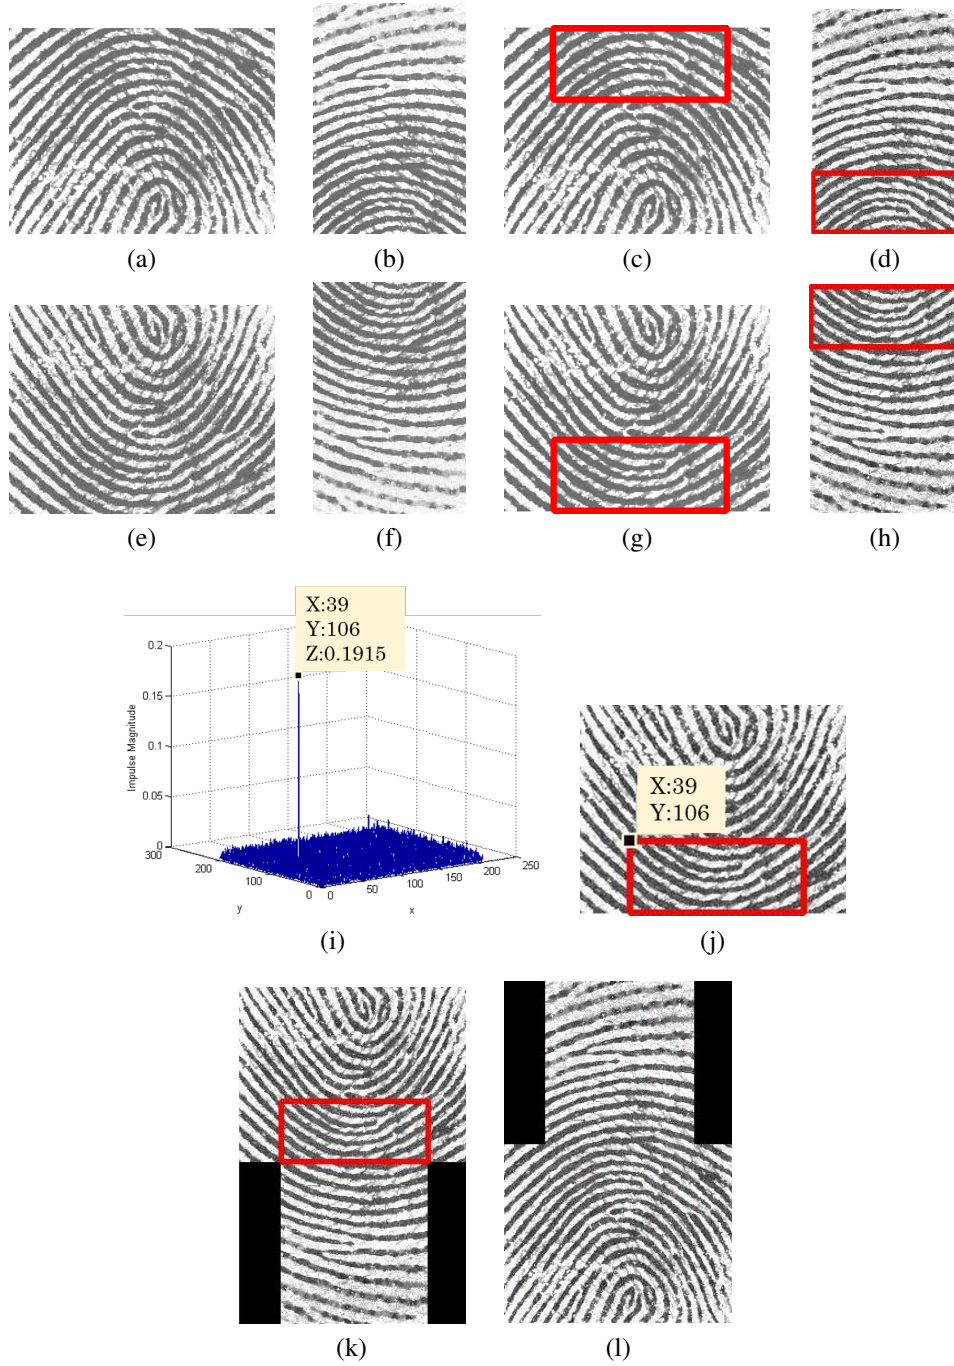 (a)
(b)
(c)
(d)
(e)
(f)
(g)
(h)
X:39
Y:106
Z:0.1915
0.2
0.15
0.1
0.05
0
Impulse Magnitude
300
200
100
0
y
0
50
100
150
200
250
x
(i)
X:39
Y:106
(j)
(k)
(l)